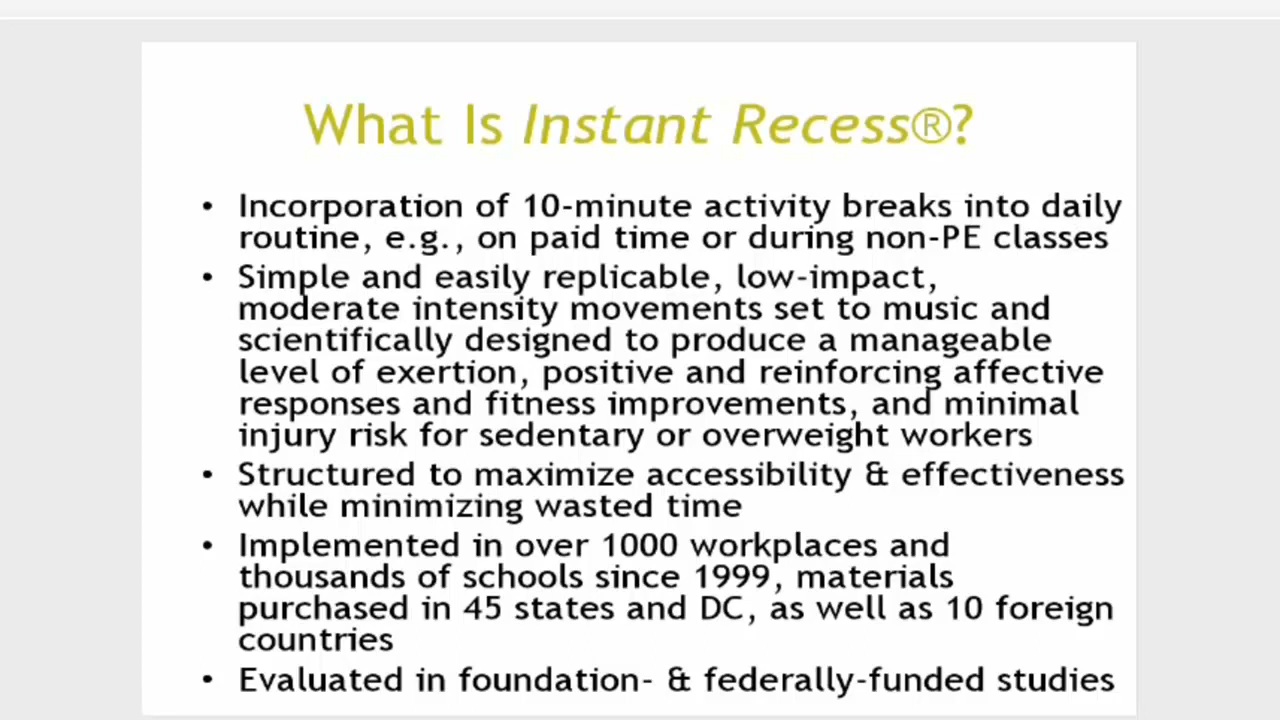 What Is Instant Recess®?
• Incorporation of 10-minute activity breaks into daily
routine, e.g., on paid time or during non-PE classes
• Simple and easily replicable, low-impact,
moderate intensity movements set to music and
scientifically designed to produce a manageable
level of exertion, positive and reinforcing affective
responses and fitness improvements, and minimal
injury risk for sedentary or overweight workers
• Structured to maximize accessibility & effectiveness
while minimizing wasted time
• Implemented in over 1000 workplaces and
thousands of schools since 1999, materials
purchased in 45 states and DC, as well as 10 foreign
countries
• Evaluated in foundation- & federally-funded studies